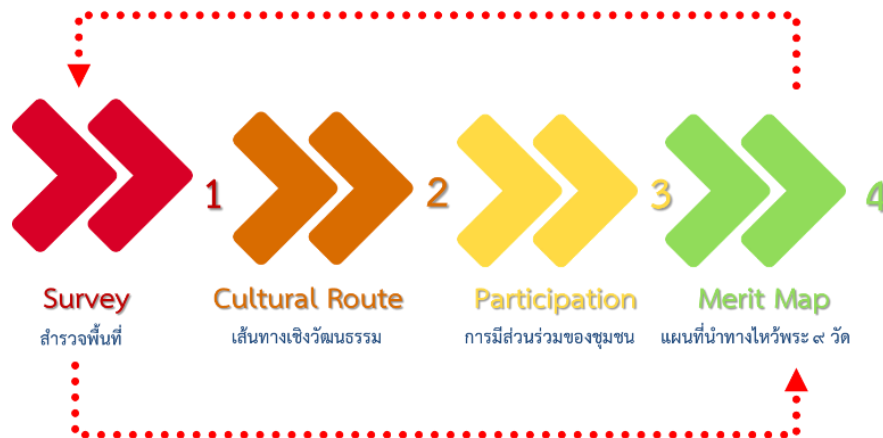 1
2
3
4
Survey
สำรวจพื้นที่
Cultural Route
เส้นทางเชิงวัฒนธรรม
Participation
การมีส่วนร่วมของชุมชน
Merit Map
แผนที่นำทางไหว้พระ ๙ วัด